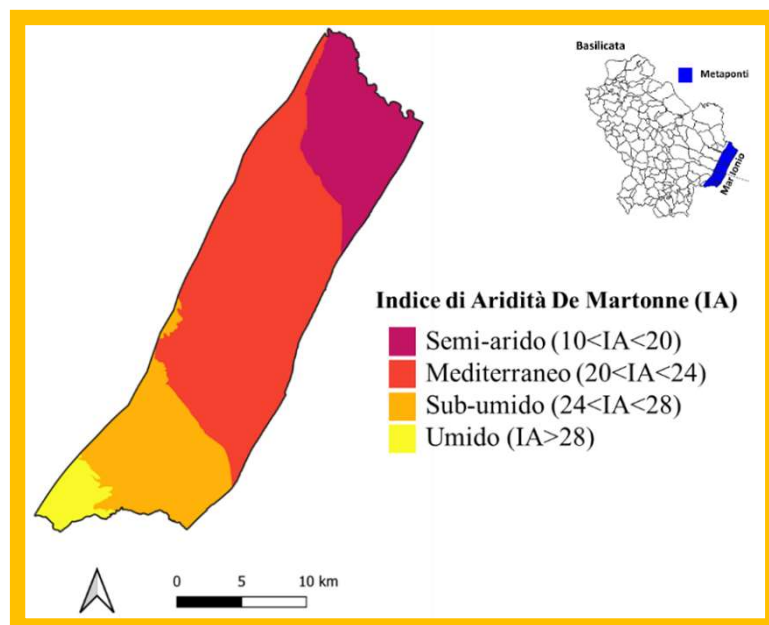 Basilicata
Metaponti
Mar Ionio
Indice di Aridità De Martonne (IA)
Semi-arido (10<IA<20)
Mediterraneo (20<IA<24)
Sub-umido (24<IA<28)
Umido (IA>28)
0 5 10 km